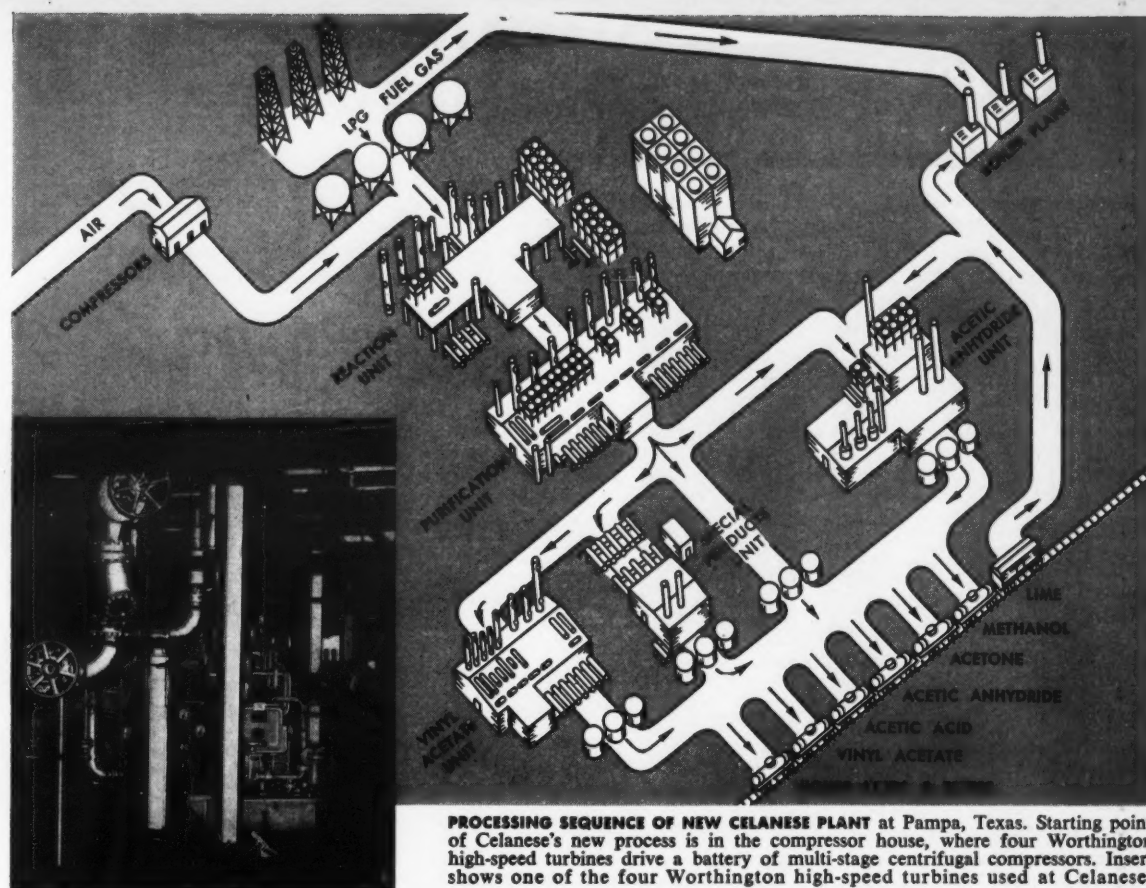 FUEL GAS
LPG
AIR
COMPRESSORS
BOILER PLANT
REACTION
UNIT
ACETIC
ANHYDRIDE
UNIT
PURIFICATION
UNIT
SPECIAL
PRODUCTS
UNIT
VINYL
ACETATE
UNIT
LIME
METHANOL
ACETONE
ACETIC ANHYDRIDE
ACETIC ACID
VINYL ACETATE
PROCESSING SEQUENCE OF NEW CELANESE PLANT at Pampa, Texas. Starting poin
of Celanese's new process is in the compressor house, where four Worthington
high-speed turbines drive a battery of multi-stage centrifugal compressors. Inser
shows one of the four Worthington high-speed turbines used at Celanese